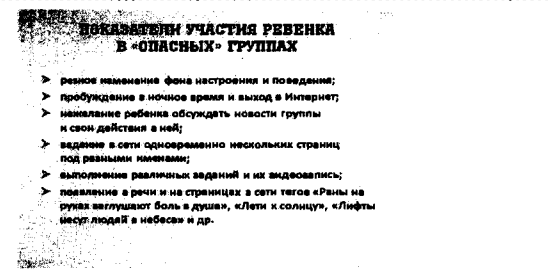 ПОКАЗАТЕЛИ УЧАСТИЯ РЕБЕНКА
В «ОПАСНЫХ» ГРУППАХ
➤ резкое изменение фона настроения и поведения;
➤ пробуждение в ночное время и выход в Интернет;
➤ нежелание ребенка обсуждать новости группы
и свои действия в ней;
➤ ведение в сети одновременно нескольких страниц
под разными именами;
➤ выполнение различных заданий и их видеозапись;
➤ появление в речи и на страницах в сети тегов «Раны на
руках заглушают боль в душе», «Лети к солнцу», «Лифты
несут людей в небеса» и др.